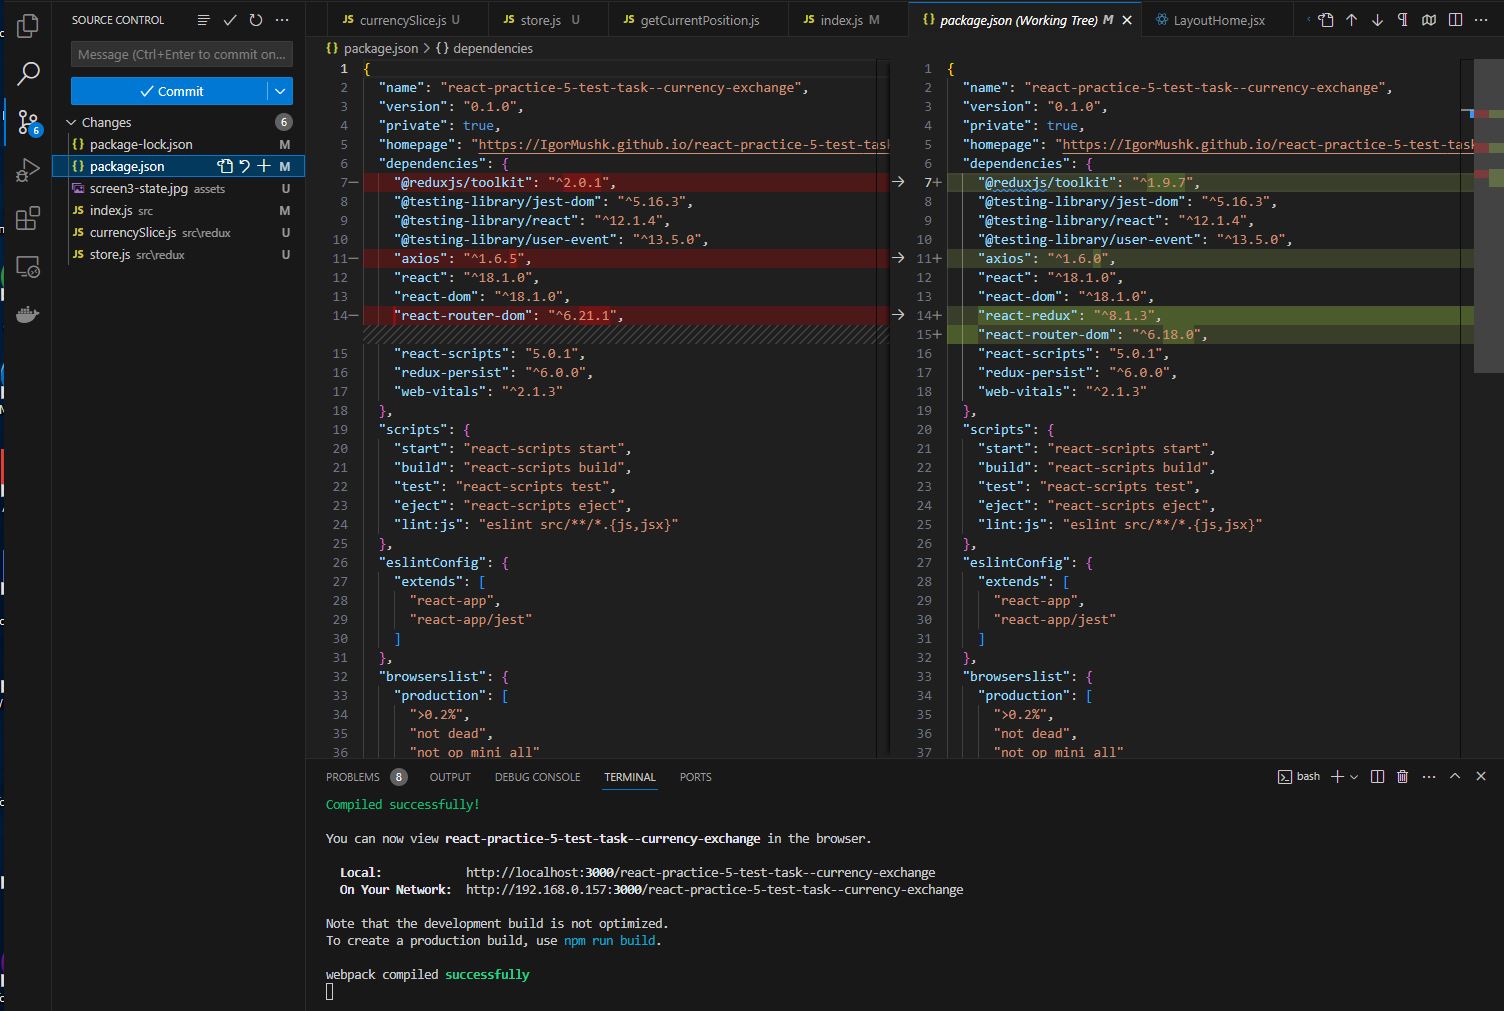 SOURCE CONTROL
Message (Ctrl+Enter to commit on...
Commit
Changes 6
{} package-lock.json M
{} package.json M
screen3-state.jpg assets U
JS index.js src M
JS currencySlice.js src\redux U
JS store.js src\redux U
6
JS currencySlice.js U
JS store.js U
JS getCurrentPosition.js
JS index.js M
{} package.json (Working Tree) M
LayoutHome.jsx
{} package.json > {} dependencies
1 {
2 "name": "react-practice-5-test-task--currency-exchange",
3 "version": "0.1.0",
4 "private": true,
5 "homepage": "https://IgorMushk.github.io/react-practice-5-test-task
6 "dependencies": {
7— "@reduxjs/toolkit": "^2.0.1",
8 "@testing-library/jest-dom": "^5.16.3",
9 "@testing-library/react": "^12.1.4",
10 "@testing-library/user-event": "^13.5.0",
11— "axios": "^1.6.5",
12 "react": "^18.1.0",
13 "react-dom": "^18.1.0",
14— "react-router-dom": "^6.21.1",
15 "react-scripts": "5.0.1",
16 "redux-persist": "^6.0.0",
17 "web-vitals": "^2.1.3"
18 },
19 "scripts": {
20 "start": "react-scripts start",
21 "build": "react-scripts build",
22 "test": "react-scripts test",
23 "eject": "react-scripts eject",
24 "lint:js": "eslint src/**/*.{js,jsx}"
25 },
26 "eslintConfig": {
27 "extends": [
28 "react-app",
29 "react-app/jest"
30 ]
31 },
32 "browserslist": {
33 "production": [
34 ">0.2%",
35 "not dead",
36 "not op_mini all"
1 {
2 "name": "react-practice-5-test-task--currency-exchange",
3 "version": "0.1.0",
4 "private": true,
5 "homepage": "https://IgorMushk.github.io/react-practice-5-test-tas
6 "dependencies": {
7+ "@reduxjs/toolkit": "^1.9.7",
8 "@testing-library/jest-dom": "^5.16.3",
9 "@testing-library/react": "^12.1.4",
10 "@testing-library/user-event": "^13.5.0",
11+ "axios": "^1.6.0",
12 "react": "^18.1.0",
13 "react-dom": "^18.1.0",
14+ "react-redux": "^8.1.3",
15+ "react-router-dom": "^6.18.0",
16 "react-scripts": "5.0.1",
17 "redux-persist": "^6.0.0",
18 "web-vitals": "^2.1.3"
19 },
20 "scripts": {
21 "start": "react-scripts start",
22 "build": "react-scripts build",
23 "test": "react-scripts test",
24 "eject": "react-scripts eject",
25 "lint:js": "eslint src/**/*.{js,jsx}"
26 },
27 "eslintConfig": {
28 "extends": [
29 "react-app",
30 "react-app/jest"
31 ]
32 },
33 "browserslist": {
34 "production": [
35 ">0.2%",
36 "not dead",
37 "not op_mini all"
PROBLEMS 8 OUTPUT DEBUG CONSOLE TERMINAL PORTS
bash
Compiled successfully!
You can now view react-practice-5-test-task--currency-exchange in the browser.
Local: http://localhost:3000/react-practice-5-test-task--currency-exchange
On Your Network: http://192.168.0.157:3000/react-practice-5-test-task--currency-exchange
Note that the development build is not optimized.
To create a production build, use npm run build.
webpack compiled successfully